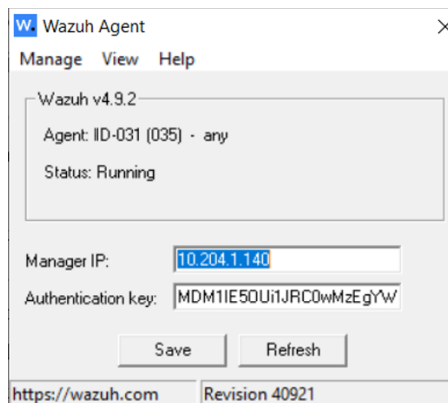 W. Wazuh Agent
Manage View Help
Wazuh v4.9.2
Agent: IID-031 (035) - any
Status: Running
Manager IP: 10.204.1.140
Authentication key: MDM1IE5OUi1JRC0wMzEgYW
Save Refresh
https://wazuh.com Revision 40921